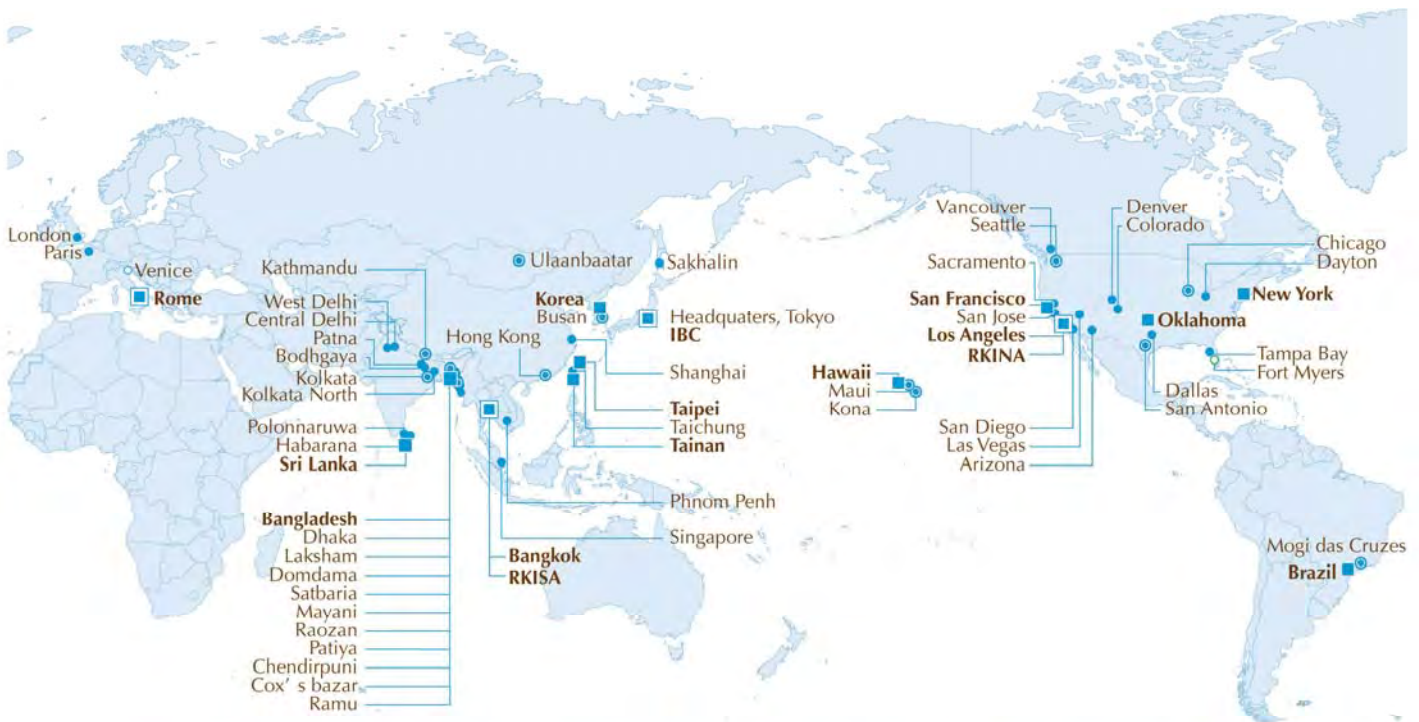 London
Paris
Venice
Rome
Kathmandu
West Delhi
Central Delhi
Patna
Bodhgaya
Kolkata
Kolkata North
Polonnaruwa
Habarana
Sri Lanka
Bangladesh
Dhaka
Laksham
Domdama
Satbaria
Mayani
Raozan
Patiya
Chendirpuni
Cox’ s bazar
Ramu
Ulaanbaatar
Sakhalin
Korea
Busan
Hong Kong
Headquaters, Tokyo
IBC
Shanghai
Taipei
Taichung
Tainan
Phnom Penh
Singapore
Bangkok
RKISA
Hawaii
Maui
Kona
Vancouver
Seattle
Sacramento
San Francisco
San Jose
Los Angeles
RKINA
San Diego
Las Vegas
Arizona
Denver
Colorado
Chicago
Dayton
New York
Oklahoma
Tampa Bay
Fort Myers
Dallas
San Antonio
Mogi das Cruzes
Brazil